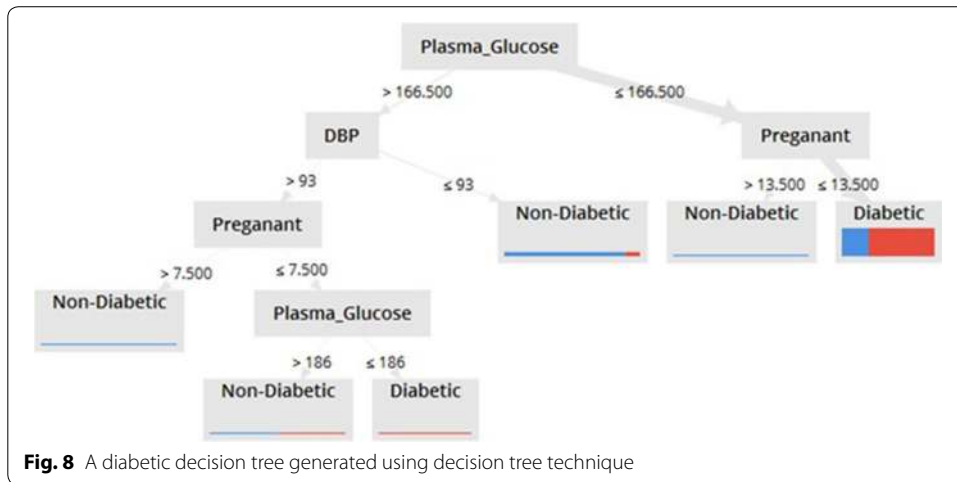 Plasma_Glucose
> 166.500 ≤ 166.500
DBP Preganant
> 93 ≤ 93 > 13.500 ≤ 13.500
Preganant Non-Diabetic Non-Diabetic Diabetic
> 7.500 ≤ 7.500
Non-Diabetic Plasma_Glucose
> 186 ≤ 186
Non-Diabetic Diabetic
Fig. 8 A diabetic decision tree generated using decision tree technique